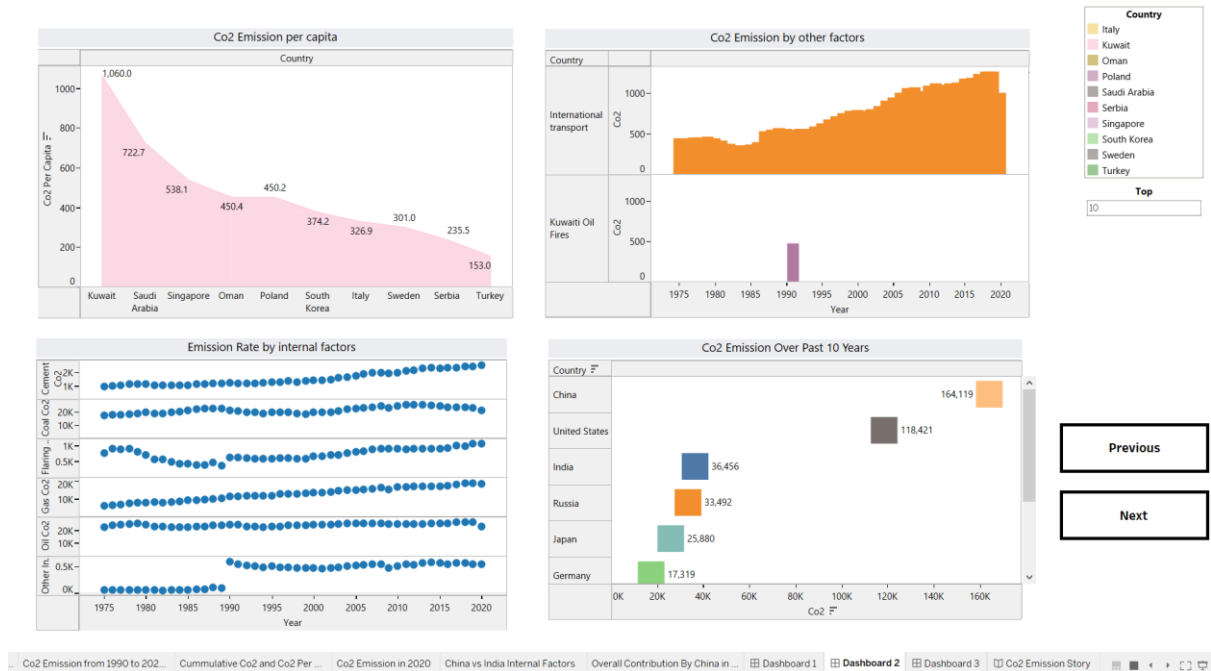 Co2 Emission per capita
Country
Co2 Per Capita
1000
800
600
400
200
0
1,060.0
722.7
538.1
450.4
450.2
374.2
326.9
301.0
235.5
153.0
Kuwait
Saudi
Arabia
Singapore
Oman
Poland
South
Korea
Italy
Sweden
Serbia
Turkey
Co2 Emission by other factors
Country
International
transport
Co2
1000
500
0
Kuwaiti Oil
Fires
Co2
1000
500
0
1975 1980 1985 1990 1995 2000 2005 2010 2015 2020
Year
Country
Italy
Kuwait
Oman
Poland
Saudi Arabia
Serbia
Singapore
South Korea
Sweden
Turkey
Top
10
Emission Rate by internal factors
Cement
Co2
2K
1K
Coal Co2
20K
10K
Flaring ..
1K
0.5K
Gas Co2
20K
10K
Oil Co2
20K
10K
Other In..
0.5K
0K
1975 1980 1985 1990 1995 2000 2005 2010 2015 2020
Year
Co2 Emission Over Past 10 Years
Country
China 164,119
United States 118,421
India 36,456
Russia 33,492
Japan 25,880
Germany 17,319
0K 20K 40K 60K 80K 100K 120K 140K 160K
Co2
Previous
Next
.. Co2 Emission from 1990 to 202... Cummulative Co2 and Co2 Per ... Co2 Emission in 2020 China vs India Internal Factors Overall Contribution By China in ... Dashboard 1 Dashboard 2 Dashboard 3 Co2 Emission Story